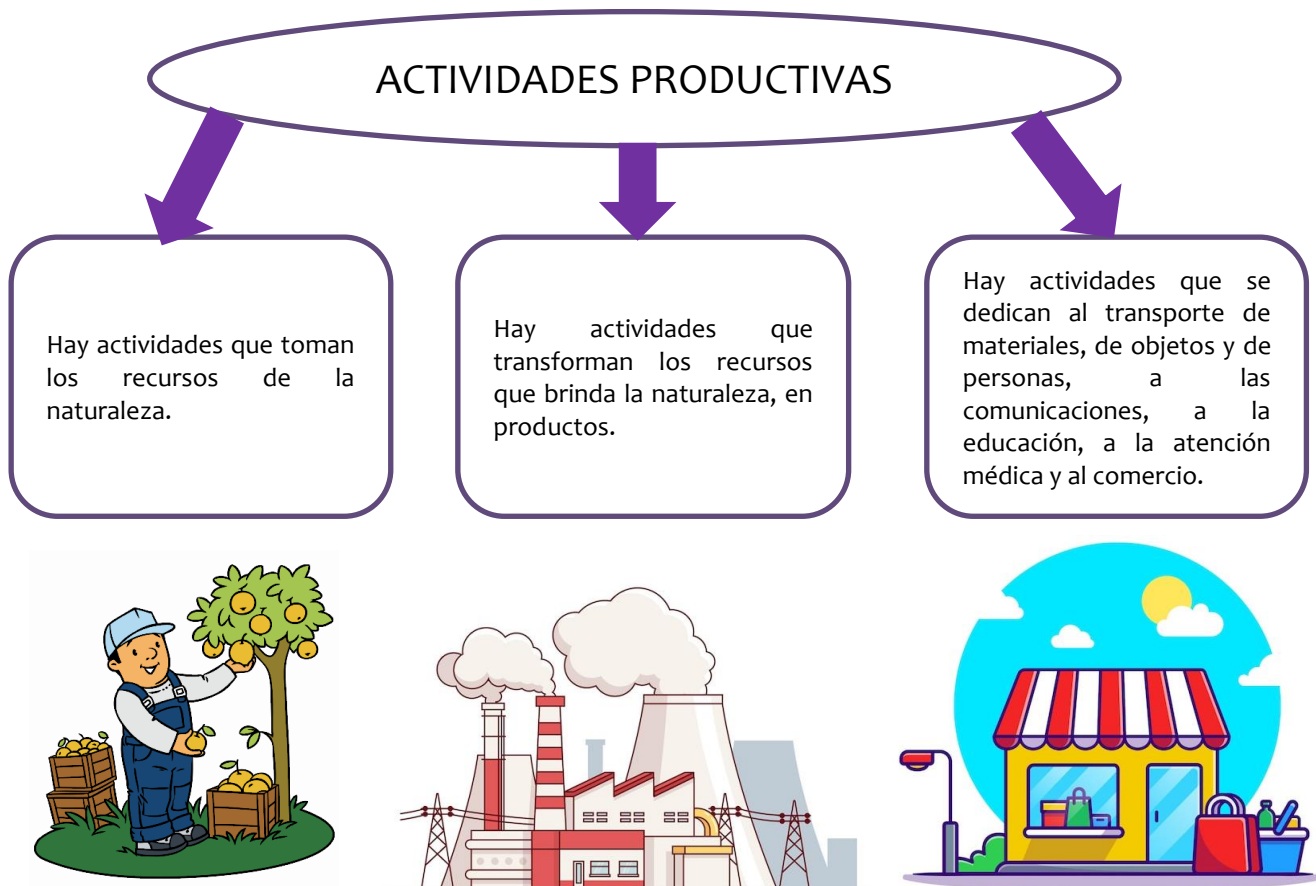 ACTIVIDADES PRODUCTIVAS
Hay actividades que toman
los recursos de la
naturaleza.
Hay actividades que
transforman los recursos
que brinda la naturaleza, en
productos.
Hay actividades que se
dedican al transporte de
materiales, de objetos y de
personas, a las
comunicaciones, a la
educación, a la atención
médica y al comercio.